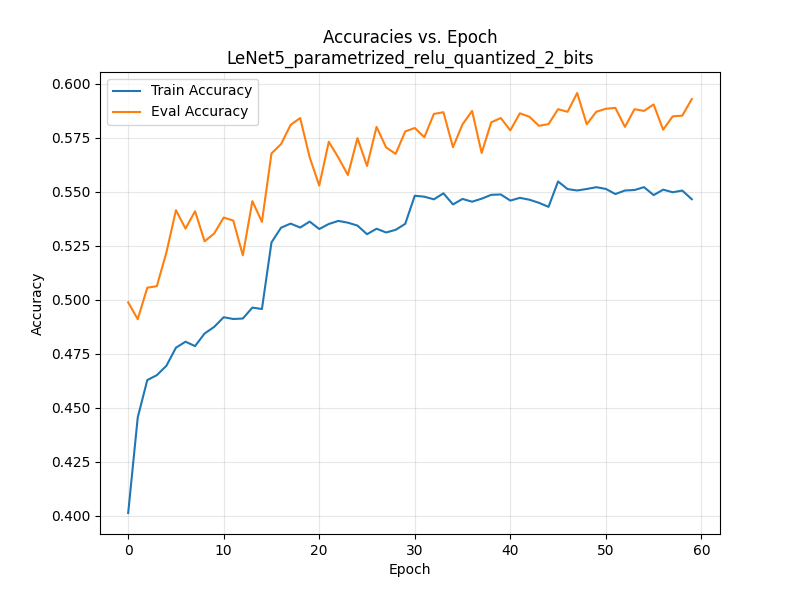 Accuracies vs. Epoch
LeNet5_parametrized_relu_quantized_2_bits
Train Accuracy
Eval Accuracy
0.600
0.575
0.550
0.525
0.500
0.475
0.450
0.425
0.400
Accuracy
0 10 20 30 40 50 60
Epoch